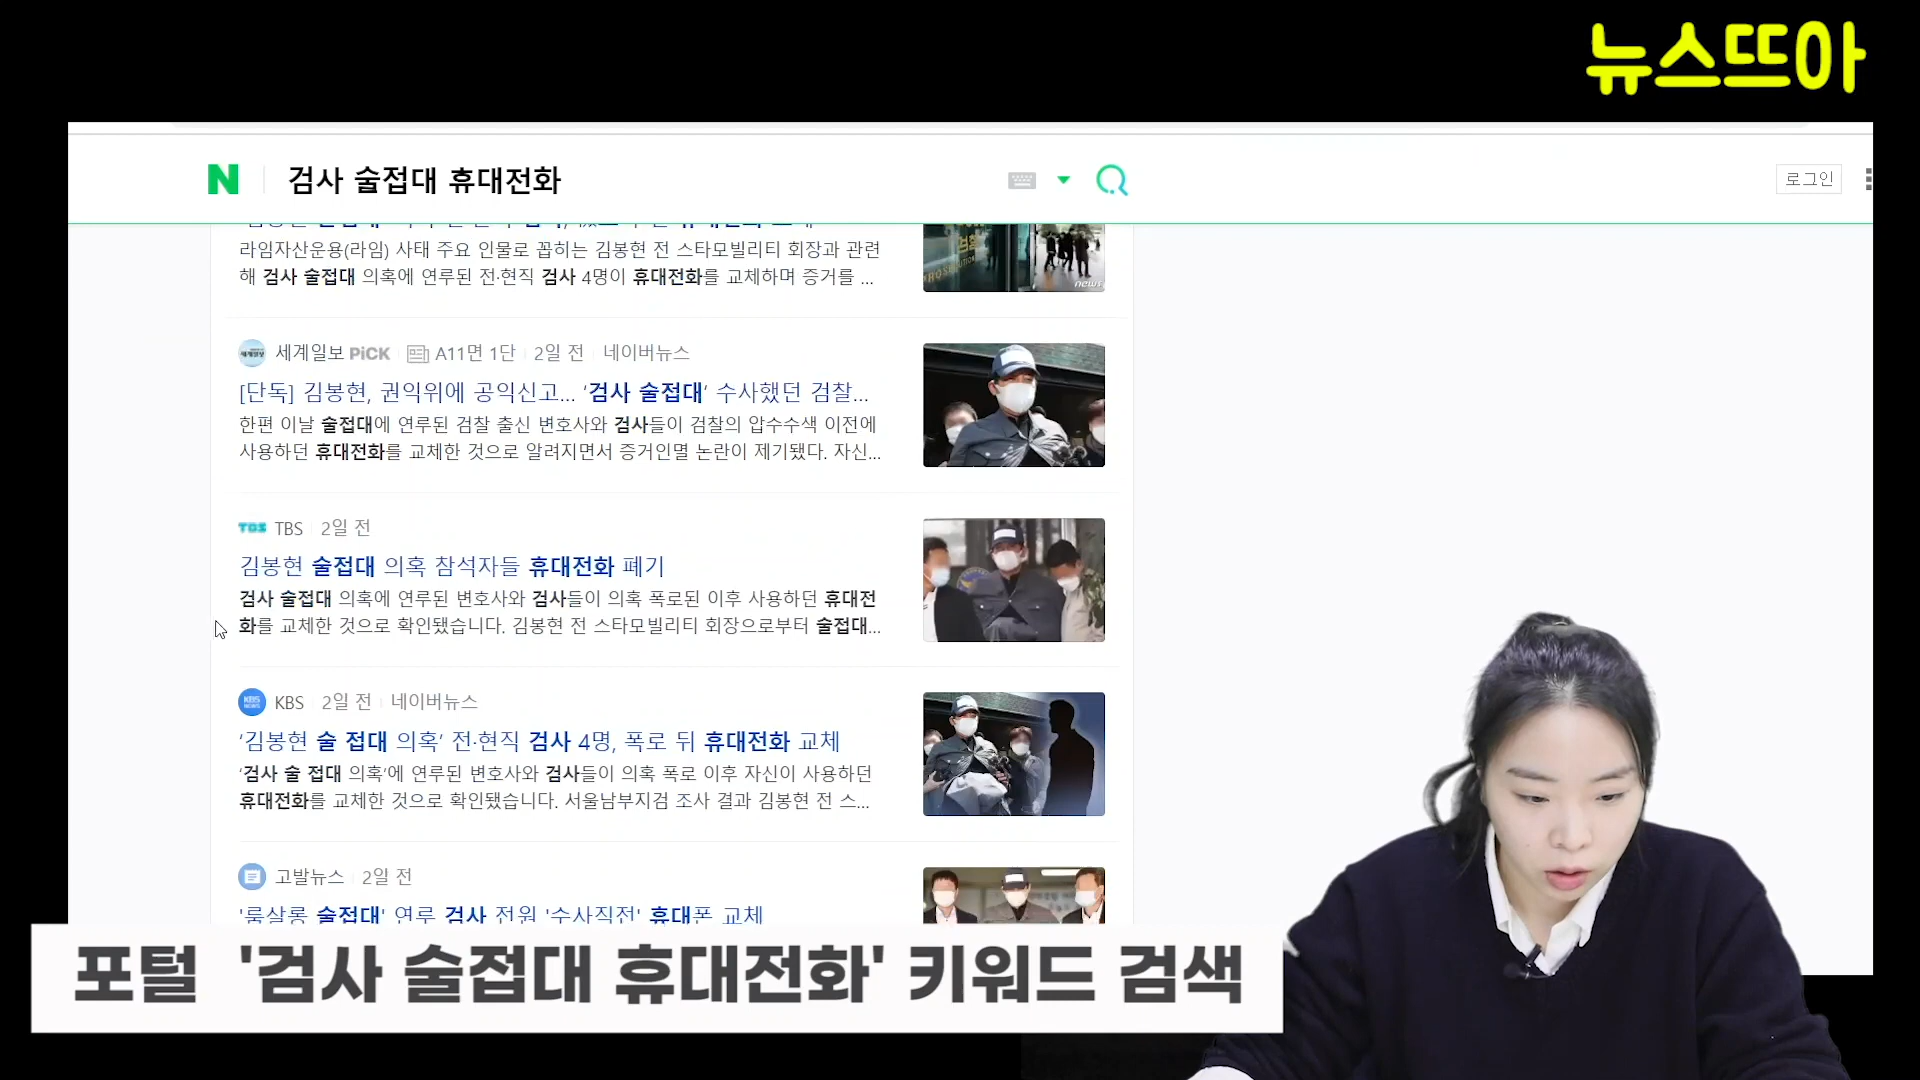 뉴스뜨아
N
검사 술접대 휴대전화
로그인
라임자산운용(라임) 사태 주요 인물로 꼽히는 김봉현 전 스타모빌리티 회장과 관련
해 검사 술접대 의혹에 연루된 전·현직 검사 4명이 휴대전화를 교체하며 증거를 ...
세계일보 PiCK A11면 1단 2일 전 네이버뉴스
[단독] 김봉현, 권익위에 공익신고... ‘검사 술접대’ 수사했던 검찰...
한편 이날 술접대에 연루된 검찰 출신 변호사와 검사들이 검찰의 압수수색 이전에
사용하던 휴대전화를 교체한 것으로 알려지면서 증거인멸 논란이 제기됐다. 자신...
TBS TBS 2일 전
김봉현 술접대 의혹 참석자들 휴대전화 폐기
검사 술접대 의혹에 연루된 변호사와 검사들이 의혹 폭로된 이후 사용하던 휴대전
화를 교체한 것으로 확인됐습니다. 김봉현 전 스타모빌리티 회장으로부터 술접대...
KBS 2일 전 네이버뉴스
‘김봉현 술 접대 의혹’ 전·현직 검사 4명, 폭로 뒤 휴대전화 교체
‘검사 술 접대 의혹’에 연루된 변호사와 검사들이 의혹 폭로 이후 자신이 사용하던
휴대전화를 교체한 것으로 확인됐습니다. 서울남부지검 조사 결과 김봉현 전 스...
고발뉴스 2일 전
'룸살롱 술접대' 연루 검사 전원 '수사직전' 휴대폰 교체
포털 '검사 술접대 휴대전화' 키워드 검색